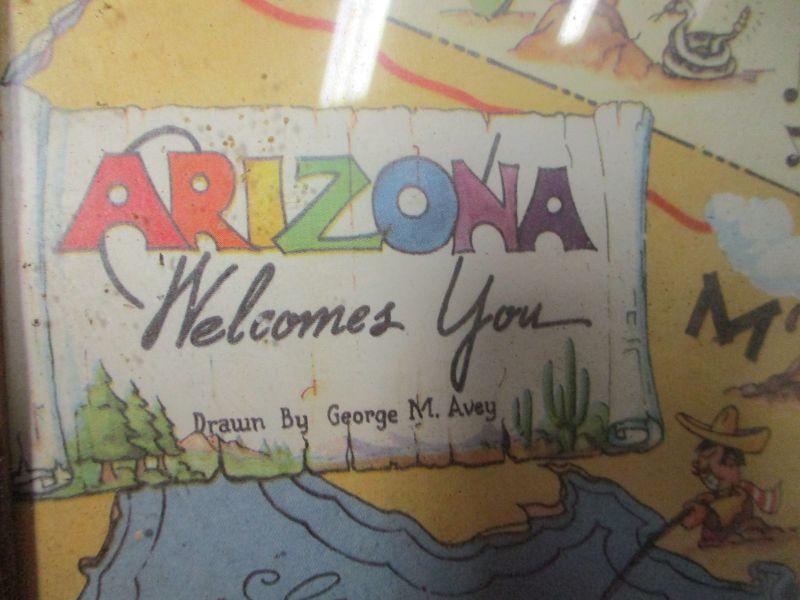 ARIZONA
Welcomes You
Drawn By George M. Avey
M